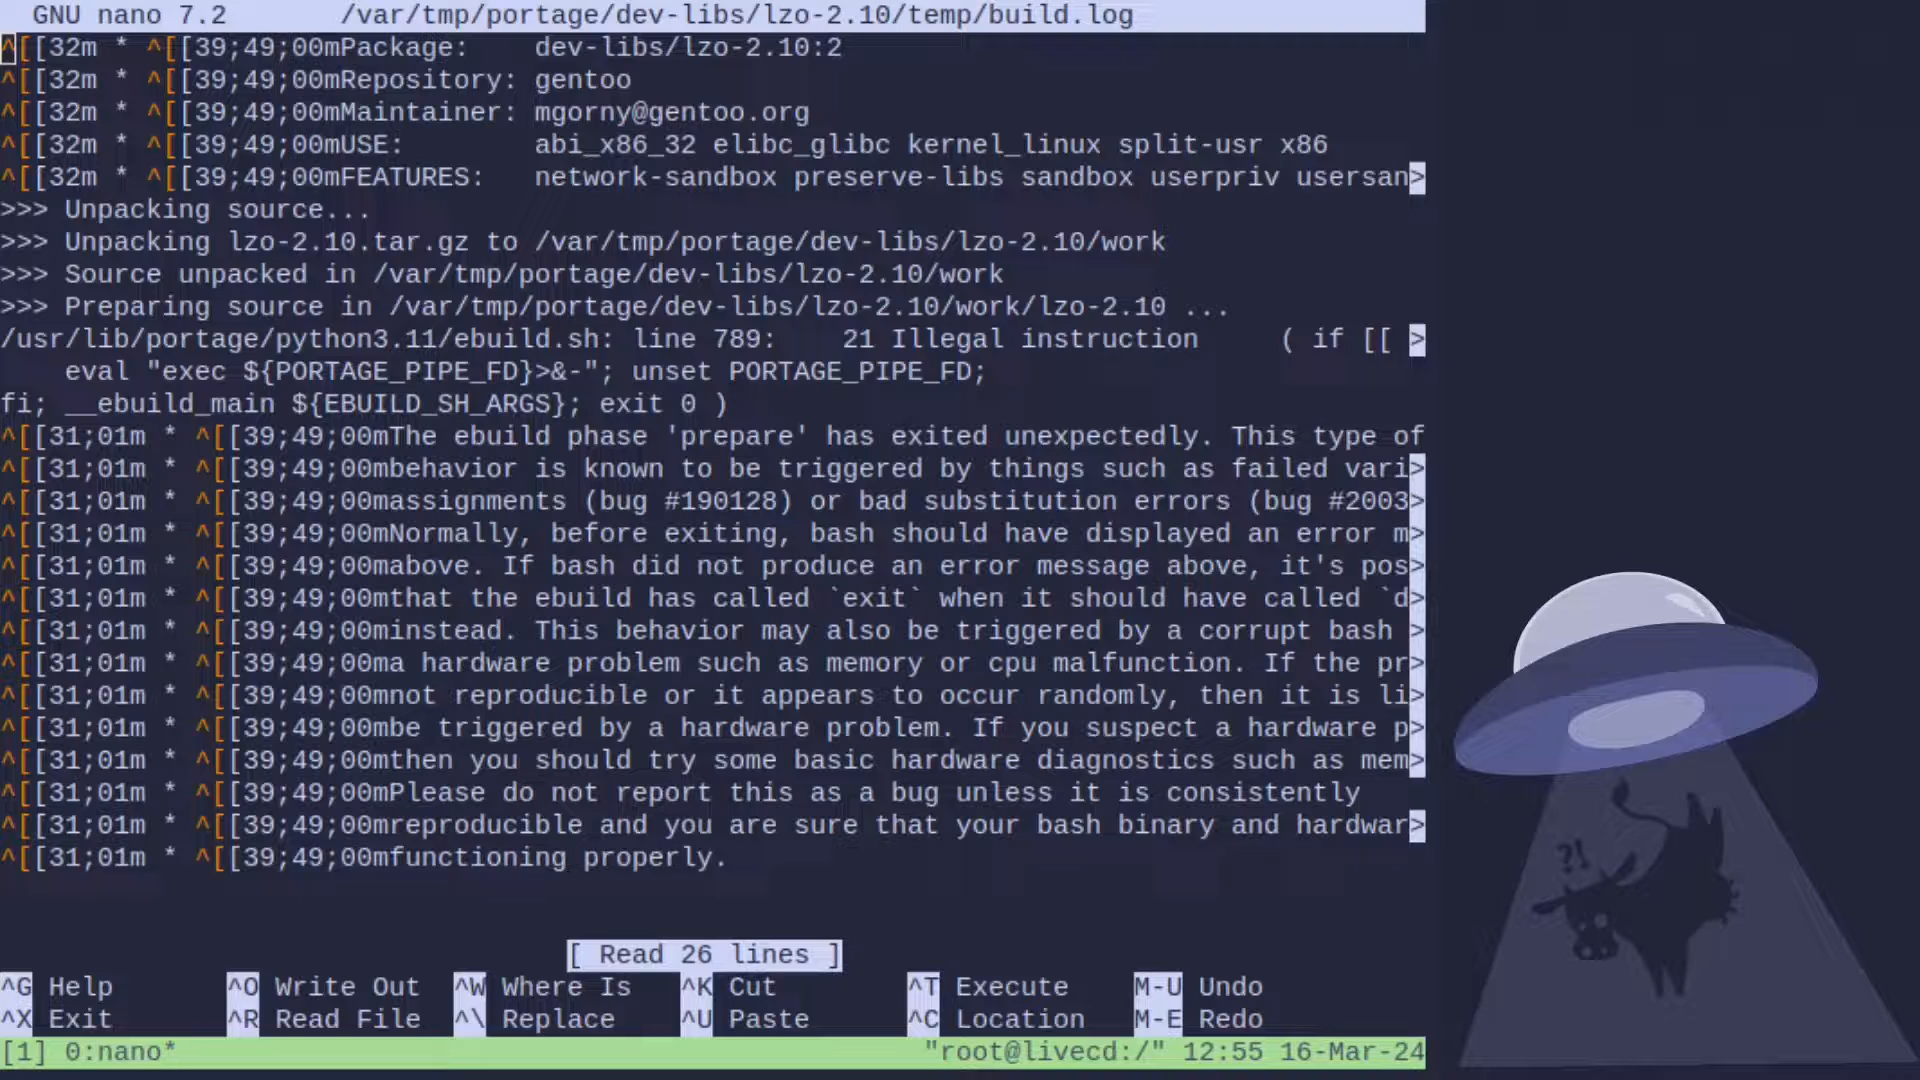 GNU nano 7.2       /var/tmp/portage/dev-libs/lzo-2.10/temp/build.log
^[[32m * ^[[39;49;00mPackage:    dev-libs/lzo-2.10:2
^[[32m * ^[[39;49;00mRepository: gentoo
^[[32m * ^[[39;49;00mMaintainer: mgorny@gentoo.org
^[[32m * ^[[39;49;00mUSE:        abi_x86_32 elibc_glibc kernel_linux split-usr x86
^[[32m * ^[[39;49;00mFEATURES:   network-sandbox preserve-libs sandbox userpriv usersan>
>>> Unpacking source...
>>> Unpacking lzo-2.10.tar.gz to /var/tmp/portage/dev-libs/lzo-2.10/work
>>> Source unpacked in /var/tmp/portage/dev-libs/lzo-2.10/work
>>> Preparing source in /var/tmp/portage/dev-libs/lzo-2.10/work/lzo-2.10 ...
/usr/lib/portage/python3.11/ebuild.sh: line 789:    21 Illegal instruction     ( if [[ >
    eval "exec ${PORTAGE_PIPE_FD}>&-"; unset PORTAGE_PIPE_FD;
fi; __ebuild_main ${EBUILD_SH_ARGS}; exit 0 )
^[[31;01m * ^[[39;49;00mThe ebuild phase 'prepare' has exited unexpectedly. This type of
^[[31;01m * ^[[39;49;00mbehavior is known to be triggered by things such as failed vari>
^[[31;01m * ^[[39;49;00massignments (bug #190128) or bad substitution errors (bug #2003>
^[[31;01m * ^[[39;49;00mNormally, before exiting, bash should have displayed an error m>
^[[31;01m * ^[[39;49;00mabove. If bash did not produce an error message above, it's pos>
^[[31;01m * ^[[39;49;00mthat the ebuild has called `exit` when it should have called `d>
^[[31;01m * ^[[39;49;00minstead. This behavior may also be triggered by a corrupt bash >
^[[31;01m * ^[[39;49;00ma hardware problem such as memory or cpu malfunction. If the pr>
^[[31;01m * ^[[39;49;00mnot reproducible or it appears to occur randomly, then it is li>
^[[31;01m * ^[[39;49;00mbe triggered by a hardware problem. If you suspect a hardware p>
^[[31;01m * ^[[39;49;00mthen you should try some basic hardware diagnostics such as mem>
^[[31;01m * ^[[39;49;00mPlease do not report this as a bug unless it is consistently
^[[31;01m * ^[[39;49;00mreproducible and you are sure that your bash binary and hardwar>
^[[31;01m * ^[[39;49;00mfunctioning properly.
?!
[ Read 26 lines ]
^G Help       ^O Write Out  ^W Where Is   ^K Cut        ^T Execute    M-U Undo
^X Exit       ^R Read File  ^\ Replace    ^U Paste      ^C Location   M-E Redo
[1] 0:nano*                                              "root@livecd:/" 12:55 16-Mar-24